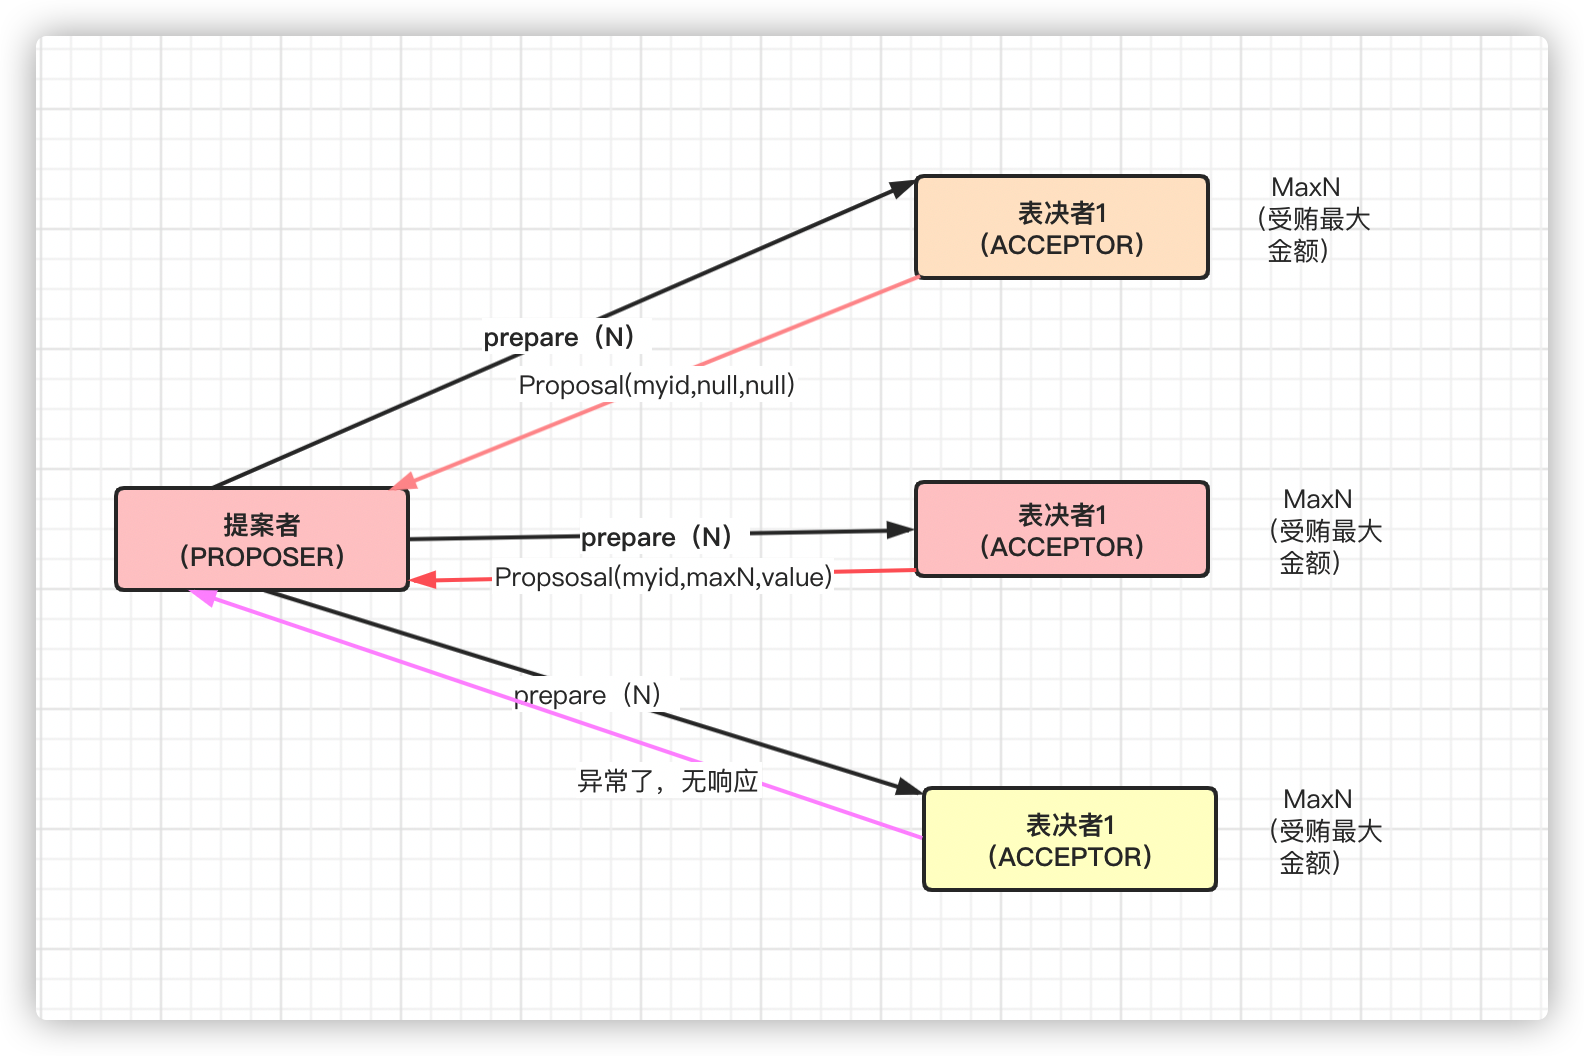 表决者1
（ACCEPTOR）
MaxN
（受贿最大
金额）
prepare（N）
Proposal(myid,null,null)
提案者
（PROPOSER）
prepare（N）
Propsosal(myid,maxN,value)
表决者1
（ACCEPTOR）
MaxN
（受贿最大
金额）
prepare（N）
异常了，无响应
表决者1
（ACCEPTOR）
MaxN
（受贿最大
金额）